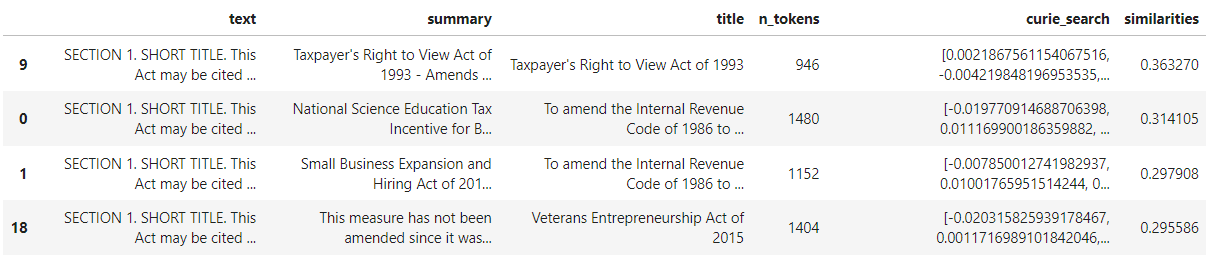 text summary title n_tokens curie_search similarities
9 SECTION 1. SHORT TITLE. This Taxpayer's Right to View Act of Taxpayer's Right to View Act of 1993 946 [0.0021867561154067516, 0.363270
Act may be cited ... 1993 - Amends ... -0.004219848196953535,...
0 SECTION 1. SHORT TITLE. This National Science Education Tax To amend the Internal Revenue 1480 [-0.019770914688706398, 0.314105
Act may be cited ... Incentive for B... Code of 1986 to ... 0.011169900186359882, ...
1 SECTION 1. SHORT TITLE. This Small Business Expansion and To amend the Internal Revenue 1152 [-0.007850012741982937, 0.297908
Act may be cited ... Hiring Act of 201... Code of 1986 to ... 0.01001765951514244, 0...
18 SECTION 1. SHORT TITLE. This This measure has not been Veterans Entrepreneurship Act of 1404 [-0.020315825939178467, 0.295586
Act may be cited ... amended since it was... 2015 0.0011716989101842046,...